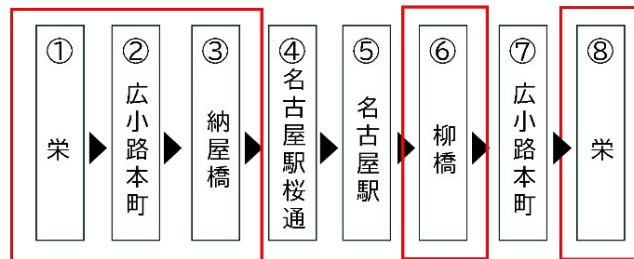 ① 栄
② 広小路本町
③ 納屋橋
④ 名古屋駅桜通
⑤ 名古屋駅
⑥ 柳橋
⑦ 広小路本町
⑧ 栄